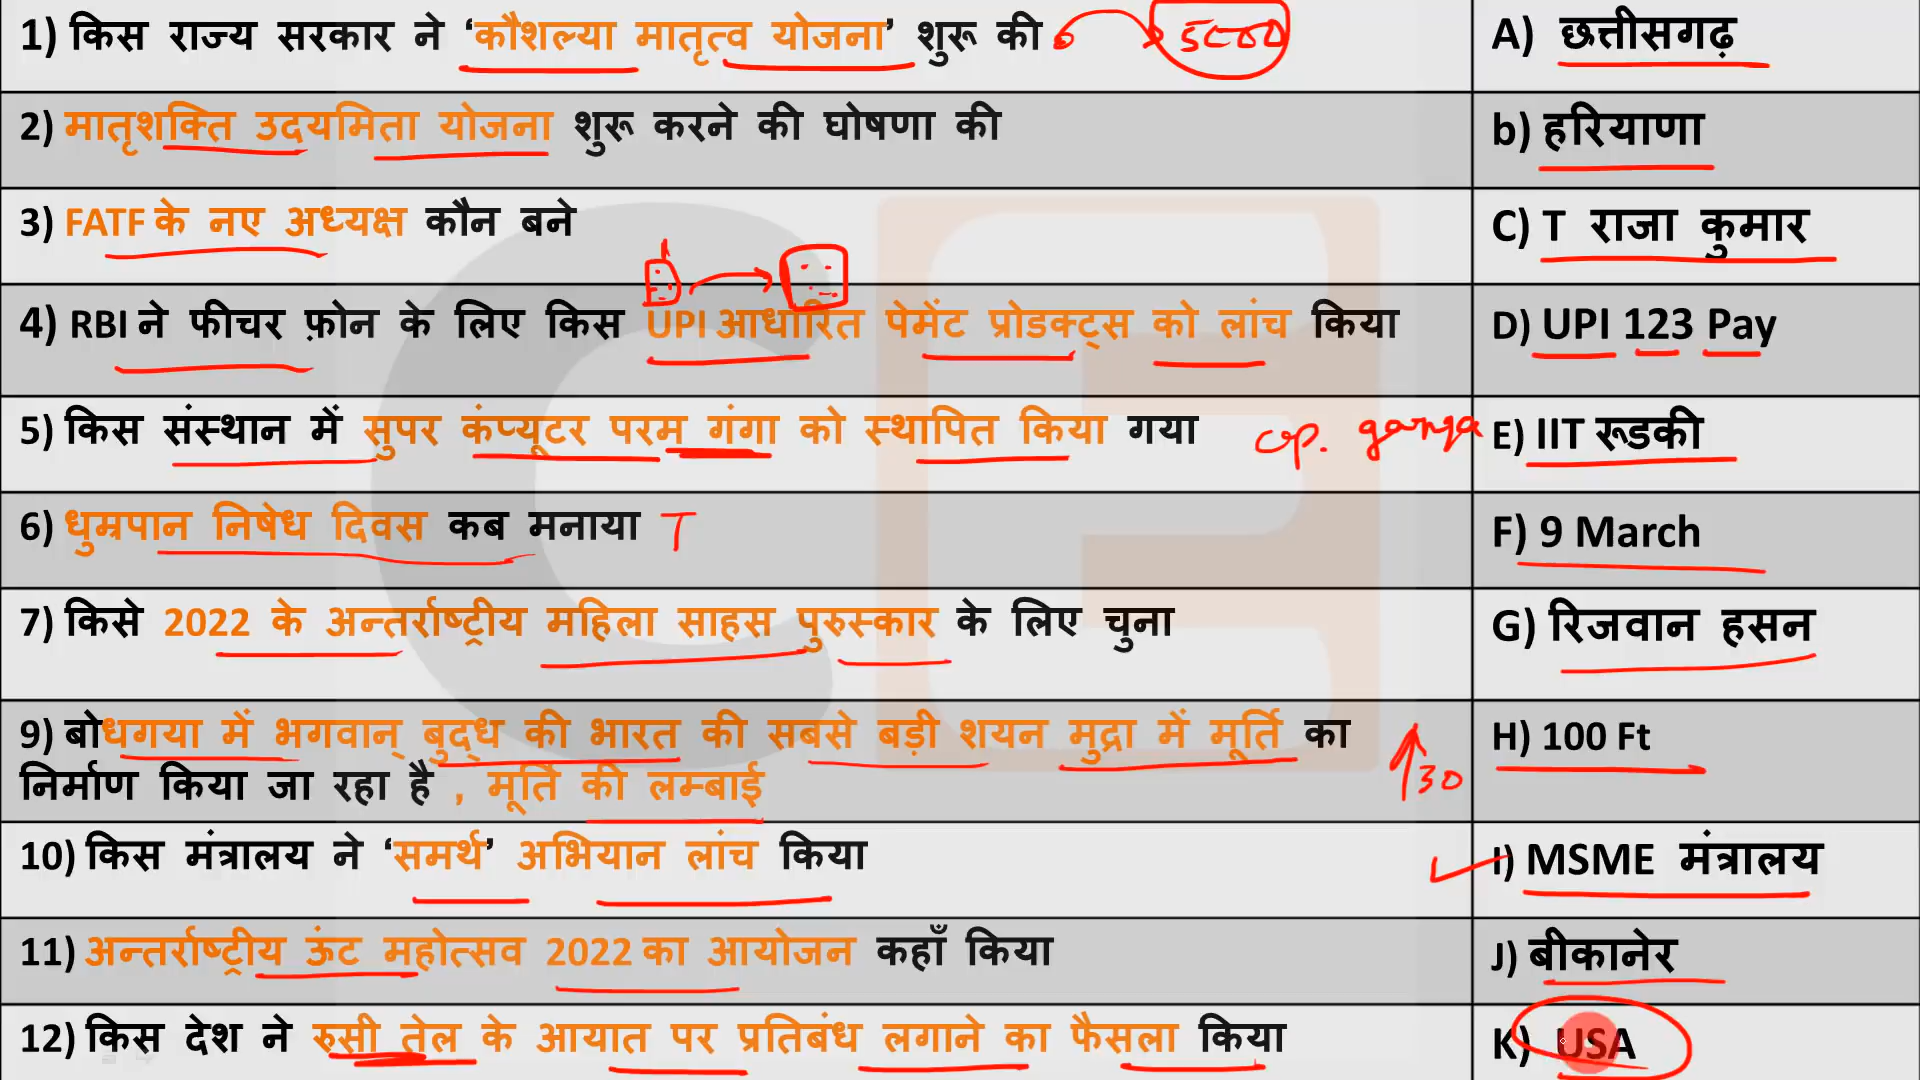 1) किस राज्य सरकार ने ‘कौशल्या मातृत्व योजना’ शुरू की 5000
A) छत्तीसगढ़
2) मातृशक्ति उदयमिता योजना शुरू करने की घोषणा की
b) हरियाणा
3) FATF के नए अध्यक्ष कौन बने
C) T राजा कुमार
4) RBI ने फीचर फ़ोन के लिए किस UPI आधारित पेमेंट प्रोडक्ट्स को लांच किया
D) UPI 123 Pay
5) किस संस्थान में सुपर कंप्यूटर परम गंगा को स्थापित किया गया ganga
E) IIT रूडकी
6) धुम्रपान निषेध दिवस कब मनाया T
F) 9 March
7) किसे 2022 के अन्तर्राष्ट्रीय महिला साहस पुरुस्कार के लिए चुना
G) रिजवान हसन
9) बोधगया में भगवान् बुद्ध की भारत की सबसे बड़ी शयन मुद्रा में मूर्ति का
निर्माण किया जा रहा है , मूर्ति की लम्बाई
30
H) 100 Ft
10) किस मंत्रालय ने ‘समर्थ’ अभियान लांच किया
I) MSME मंत्रालय
11) अन्तर्राष्ट्रीय ऊंट महोत्सव 2022 का आयोजन कहाँ किया
J) बीकानेर
12) किस देश ने रुसी तेल के आयात पर प्रतिबंध लगाने का फैसला किया
K) USA